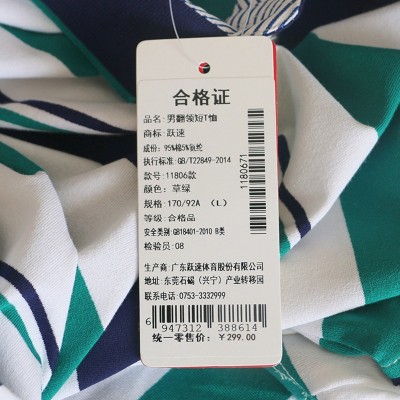 合格证
品名:男翻领短T恤
商标:跃速
成份:95%棉5%氨纶
执行标准:GB/T22849-2014
款号:11806款
颜色:草绿
规格:170/92A (L)
等级:合格品
安全类别:GB18401-2010 B类
检验员:08
1180671
生产商:广东跃速体育股份有限公司
地址:东莞石碣(兴宁)产业转移园
联系电话:0753-3332999
6 947312 388614
统一零售价:¥299.00